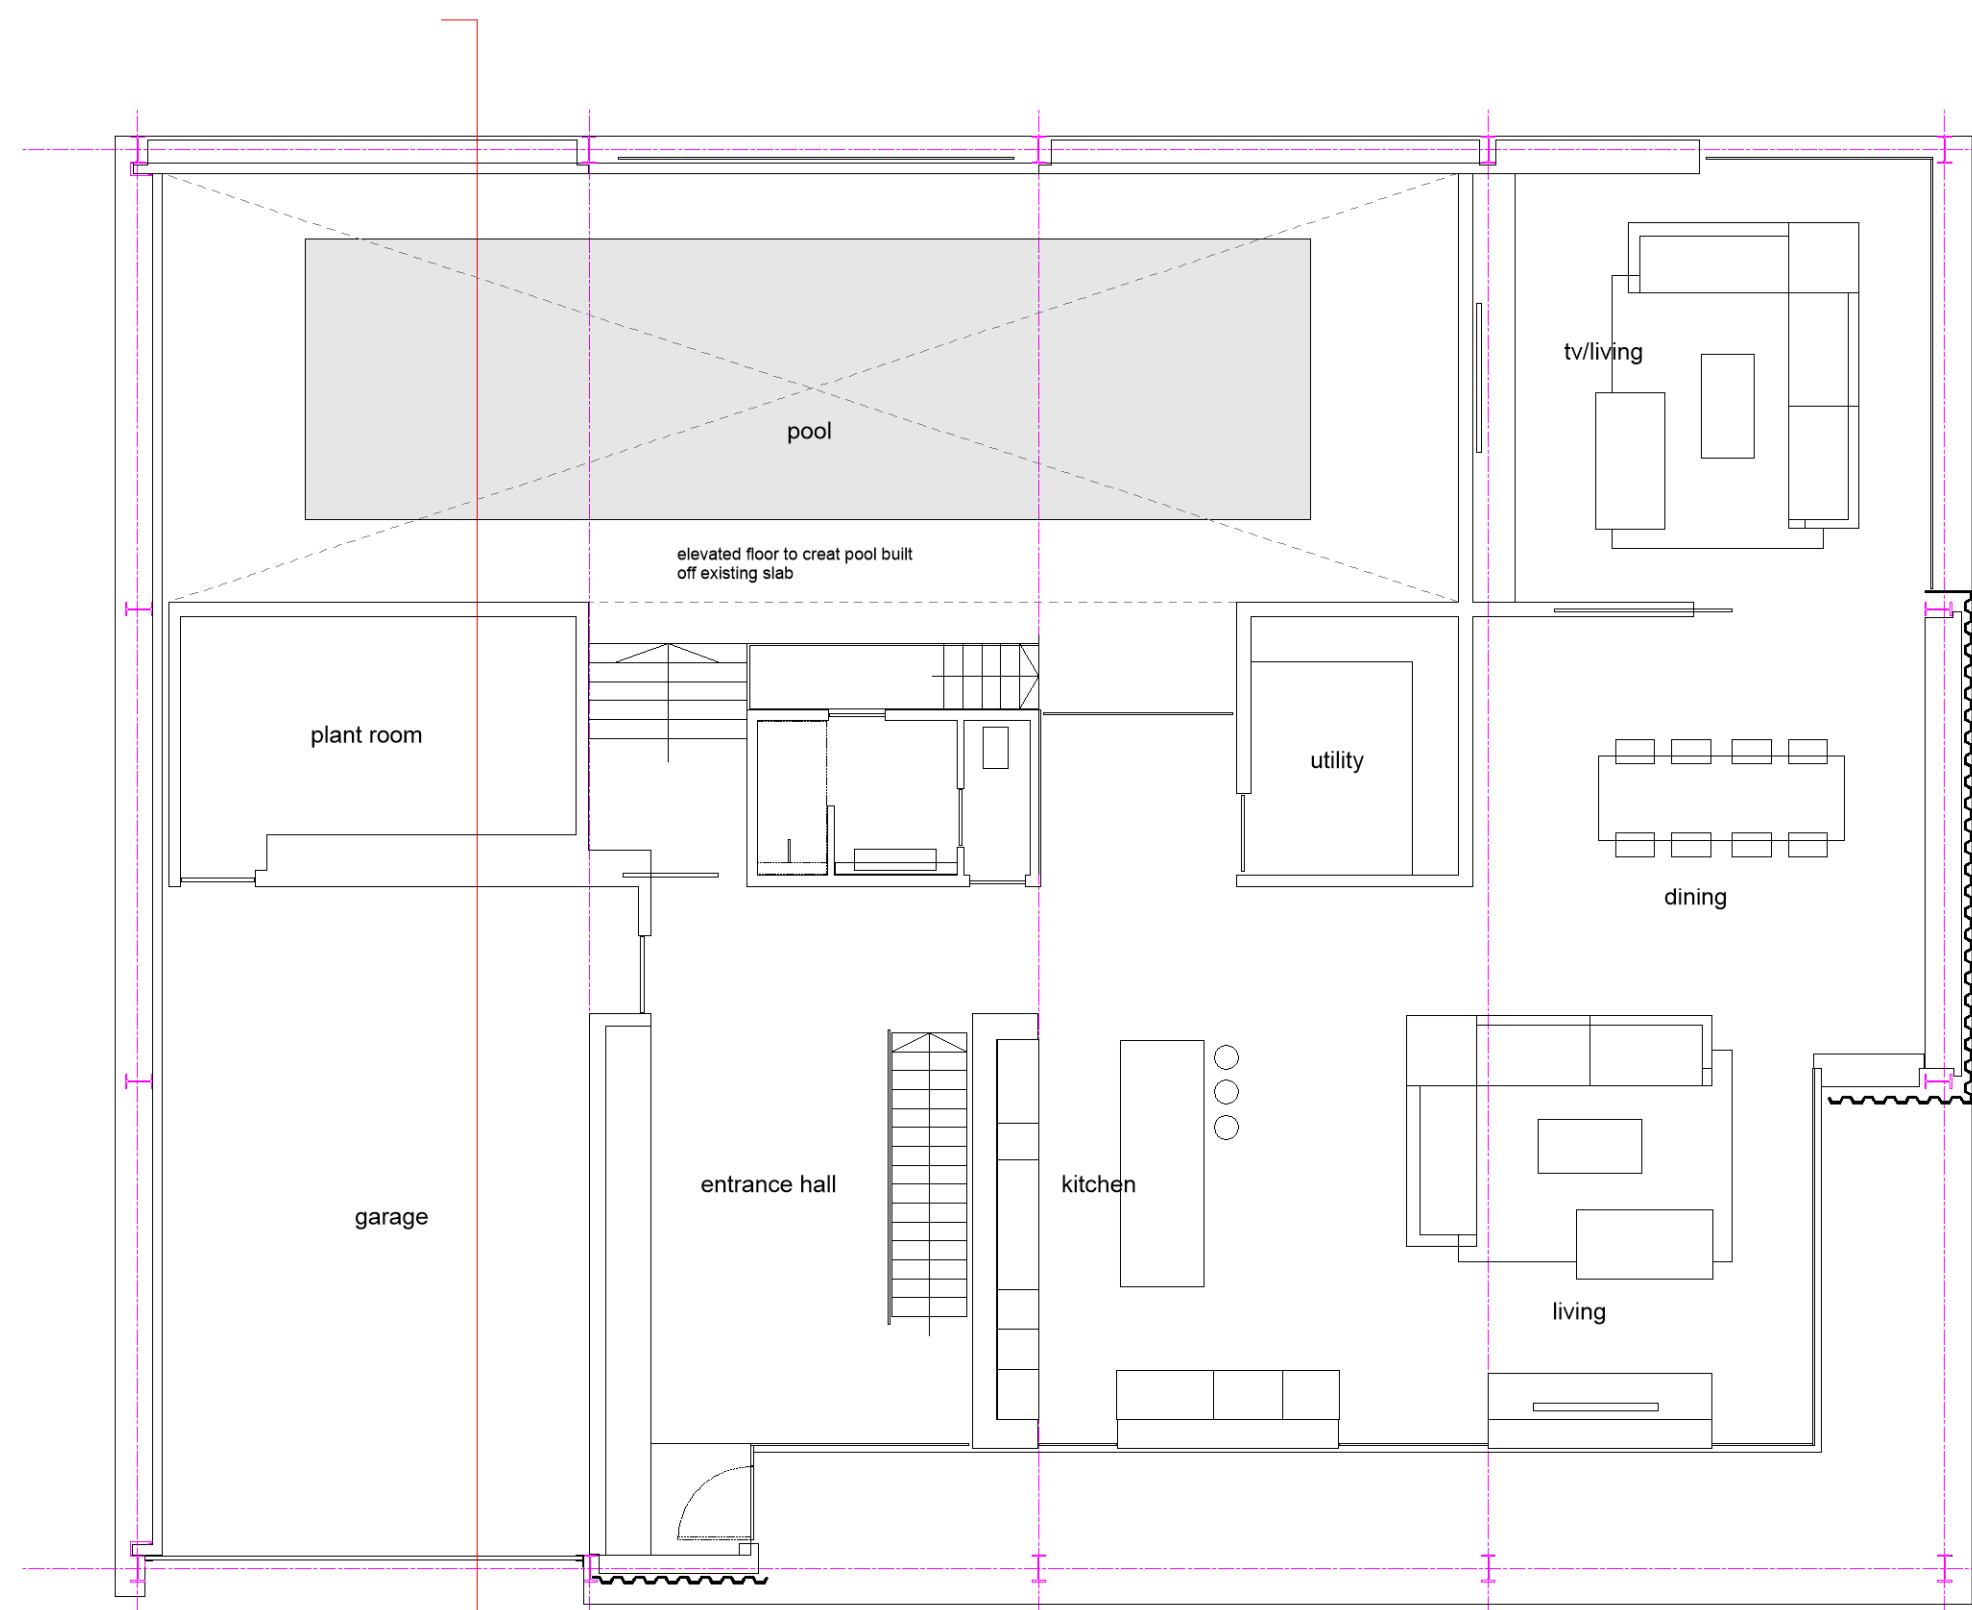 tv/living
pool
elevated floor to creat pool built
off existing slab
plant room
utility
dining
entrance hall
kitchen
garage
living